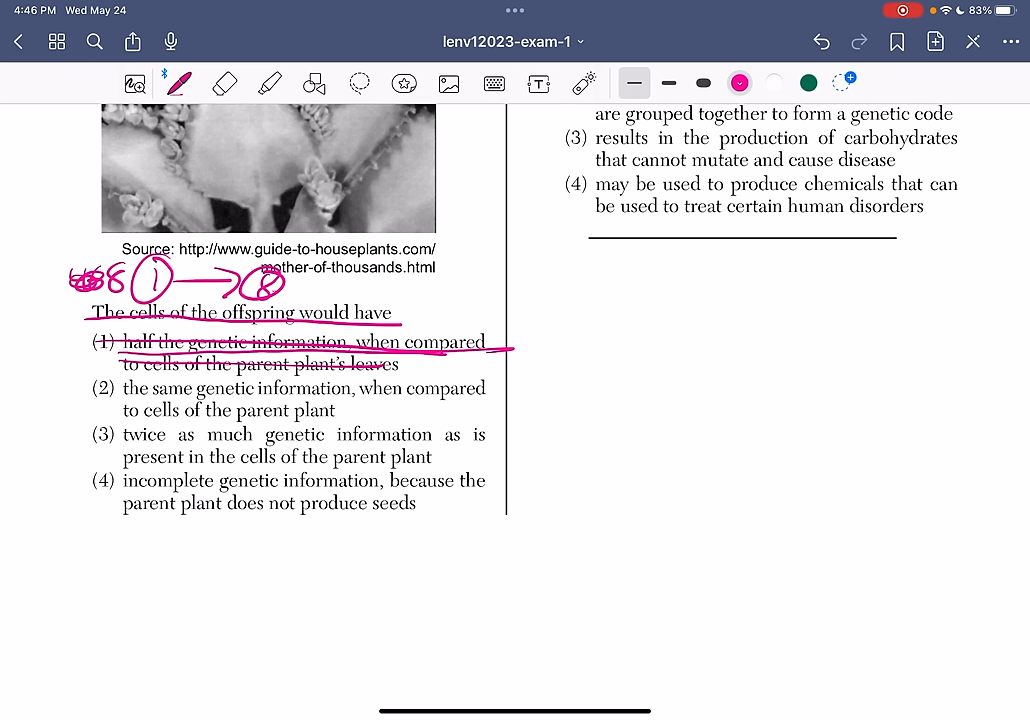 4:46 PM Wed May 24
83%
lenv12023-exam-1
T
Source: http://www.guide-to-houseplants.com/
mother-of-thousands.html
8 1 8
The cells of the offspring would have
(1) half the genetic information, when compared
to cells of the parent plant's leaves
(2) the same genetic information, when compared
to cells of the parent plant
(3) twice as much genetic information as is
present in the cells of the parent plant
(4) incomplete genetic information, because the
parent plant does not produce seeds
are grouped together to form a genetic code
(3) results in the production of carbohydrates
that cannot mutate and cause disease
(4) may be used to produce chemicals that can
be used to treat certain human disorders